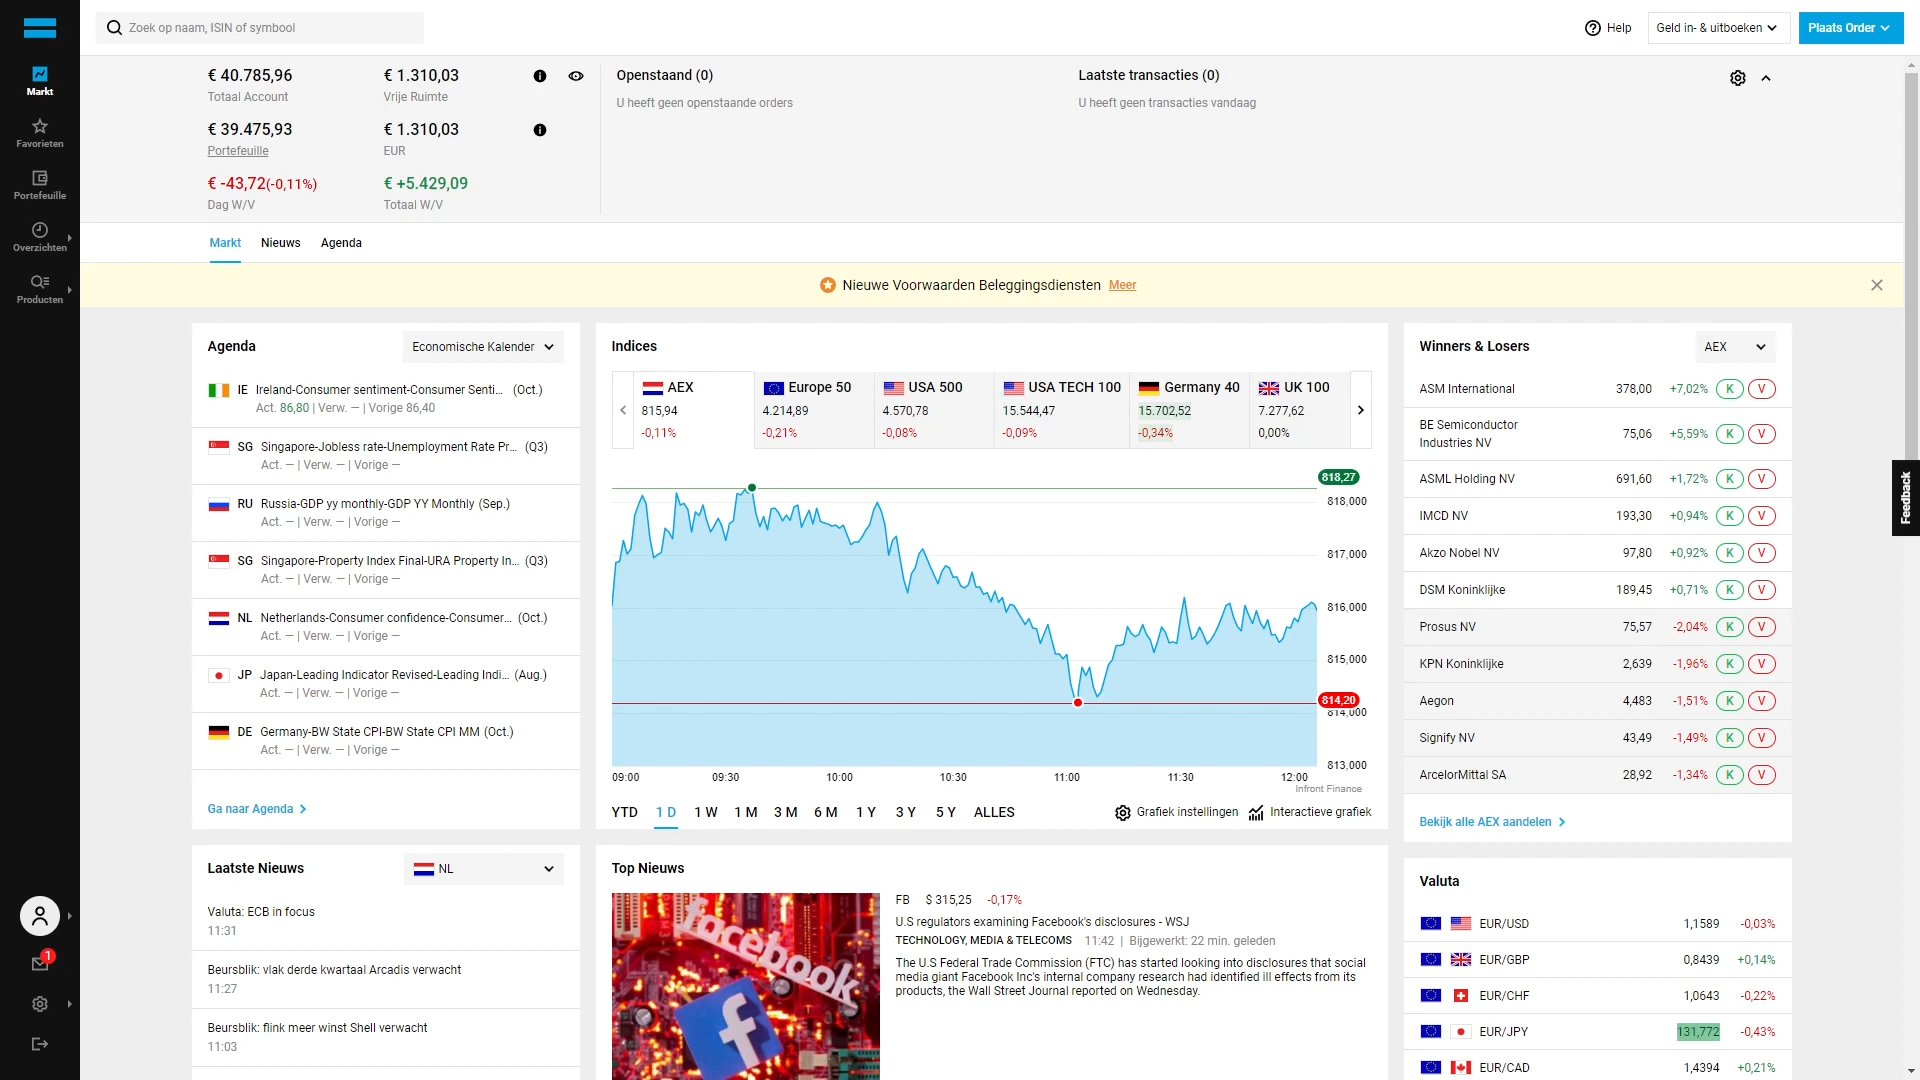 Zoek op naam, ISIN of symbool
Help
Geld in- & uitboeken
Plaats Order
Markt
Favorieten
Portefeuille
Overzichten
Producten
1
€ 40.785,96
Totaal Account
€ 1.310,03
Vrije Ruimte
€ 39.475,93
Portefeuille
€ 1.310,03
EUR
€ -43,72(-0,11%)
Dag W/V
€ +5.429,09
Totaal W/V
Openstaand (0)
U heeft geen openstaande orders
Laatste transacties (0)
U heeft geen transacties vandaag
Markt Nieuws Agenda
Nieuwe Voorwaarden Beleggingsdiensten Meer
Agenda
Economische Kalender
IE Ireland-Consumer sentiment-Consumer Senti... (Oct.)
Act. 86,80 | Verw. — | Vorige 86,40
SG Singapore-Jobless rate-Unemployment Rate Pr... (Q3)
Act. — | Verw. — | Vorige —
RU Russia-GDP yy monthly-GDP YY Monthly (Sep.)
Act. — | Verw. — | Vorige —
SG Singapore-Property Index Final-URA Property In... (Q3)
Act. — | Verw. — | Vorige —
NL Netherlands-Consumer confidence-Consumer... (Oct.)
Act. — | Verw. — | Vorige —
JP Japan-Leading Indicator Revised-Leading Indi... (Aug.)
Act. — | Verw. — | Vorige —
DE Germany-BW State CPI-BW State CPI MM (Oct.)
Act. — | Verw. — | Vorige —
Ga naar Agenda
Indices
AEX
815,94
-0,11%
Europe 50
4.214,89
-0,21%
USA 500
4.570,78
-0,08%
USA TECH 100
15.544,47
-0,09%
Germany 40
15.702,52
-0,34%
UK 100
7.277,62
0,00%
818,27
818,000
817,000
816,000
815,000
814,20
814,000
813,000
09:00 09:30 10:00 10:30 11:00 11:30 12:00
Infront Finance
YTD 1 D 1 W 1 M 3 M 6 M 1 Y 3 Y 5 Y ALLES
Grafiek instellingen
Interactieve grafiek
Winners & Losers
AEX
ASM International 378,00 +7,02% K V
BE Semiconductor
Industries NV 75,06 +5,59% K V
ASML Holding NV 691,60 +1,72% K V
IMCD NV 193,30 +0,94% K V
Akzo Nobel NV 97,80 +0,92% K V
DSM Koninklijke 189,45 +0,71% K V
Prosus NV 75,57 -2,04% K V
KPN Koninklijke 2,639 -1,96% K V
Aegon 4,483 -1,51% K V
Signify NV 43,49 -1,49% K V
ArcelorMittal SA 28,92 -1,34% K V
Bekijk alle AEX aandelen
Feedback
Laatste Nieuws
NL
Valuta: ECB in focus
11:31
Beursblik: vlak derde kwartaal Arcadis verwacht
11:27
Beursblik: flink meer winst Shell verwacht
11:03
Top Nieuws
facebook
f
FB $ 315,25 -0,17%
U.S regulators examining Facebook's disclosures - WSJ
TECHNOLOGY, MEDIA & TELECOMS 11:42 | Bijgewerkt: 22 min. geleden
The U.S Federal Trade Commission (FTC) has started looking into disclosures that social
media giant Facebook Inc's internal company research had identified ill effects from its
products, the Wall Street Journal reported on Wednesday.
Valuta
EUR/USD 1,1589 -0,03%
EUR/GBP 0,8439 +0,14%
EUR/CHF 1,0643 -0,22%
EUR/JPY 131,772 -0,43%
EUR/CAD 1,4394 +0,21%